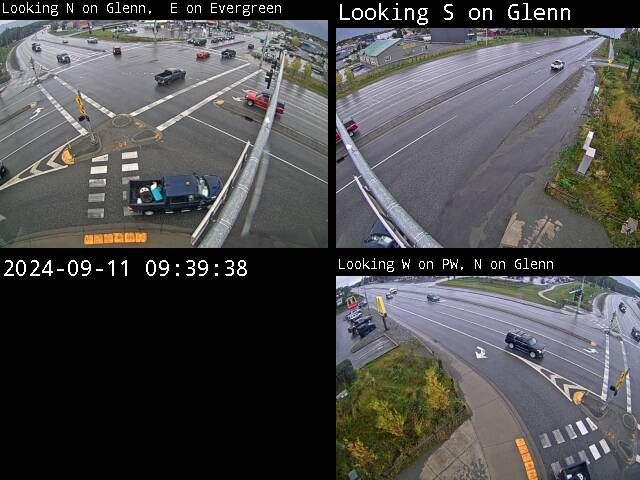 Looking N on Glenn,  E on Evergreen
Looking S on Glenn
2024-09-11 09:39:38
Looking W on PW, N on Glenn